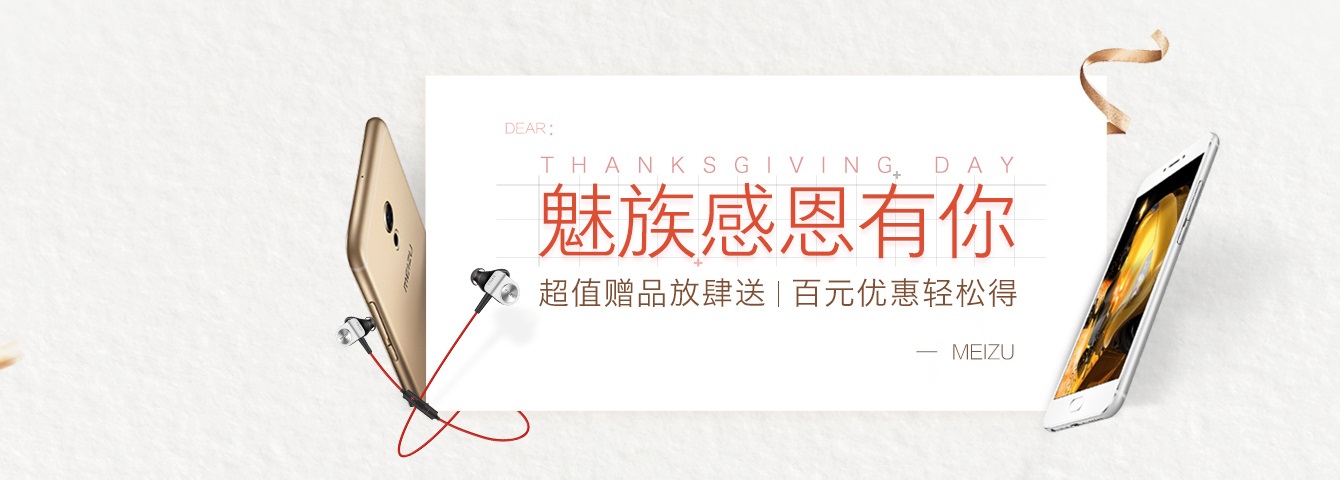 DEAR:
THANKSGIVING DAY
魅族感恩有你
超值赠品放肆送 | 百元优惠轻松得
— MEIZU
MEIZU